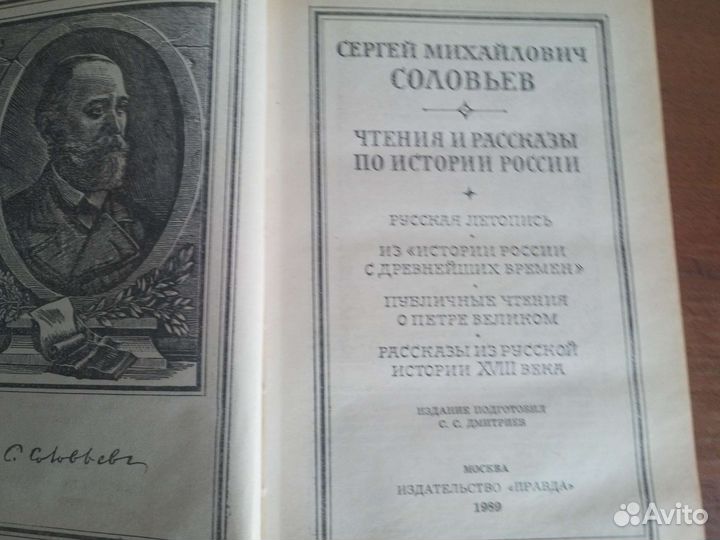 СЕРГЕЙ МИХАЙЛОВИЧ
СОЛОВЬЕВ
ЧТЕНИЯ И РАССКАЗЫ
ПО ИСТОРИИ РОССИИ
РУССКАЯ ЛЕТОПИСЬ
ИЗ «ИСТОРИИ РОССИИ
С ДРЕВНЕЙШИХ ВРЕМЕН»
ПУБЛИЧНЫЕ ЧТЕНИЯ
О ПЕТРЕ ВЕЛИКОМ
РАССКАЗЫ ИЗ РУССКОЙ
ИСТОРИИ XVIII ВЕКА
ИЗДАНИЕ ПОДГОТОВИЛ
С. С. ДМИТРИЕВ
МОСКВА
ИЗДАТЕЛЬСТВО «ПРАВДА»
1989
С. Соловьевъ
Avito